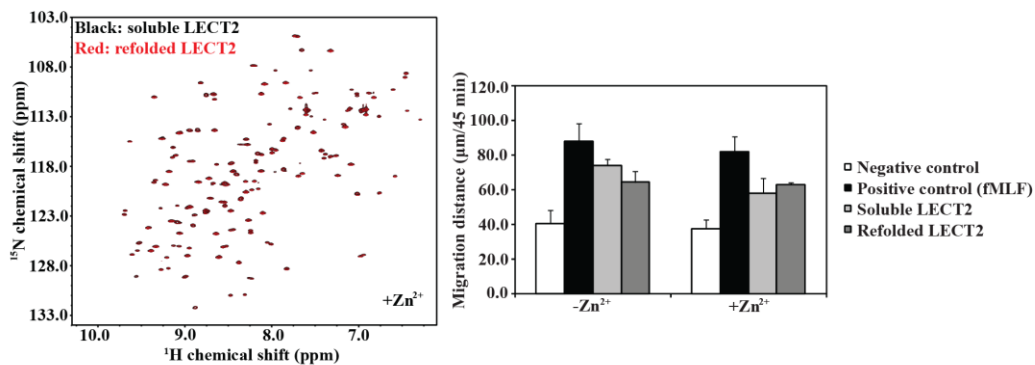 Black: soluble LECT2
Red: refolded LECT2
103.0
108.0
113.0
118.0
123.0
128.0
133.0
¹⁵N chemical shift (ppm)
+Zn²⁺
10.0 9.0 8.0 7.0
¹H chemical shift (ppm)
Migration distance (µm/45 min)
120.0
100.0
80.0
60.0
40.0
20.0
0.0
-Zn²⁺ +Zn²⁺
Negative control
Positive control (fMLF)
Soluble LECT2
Refolded LECT2